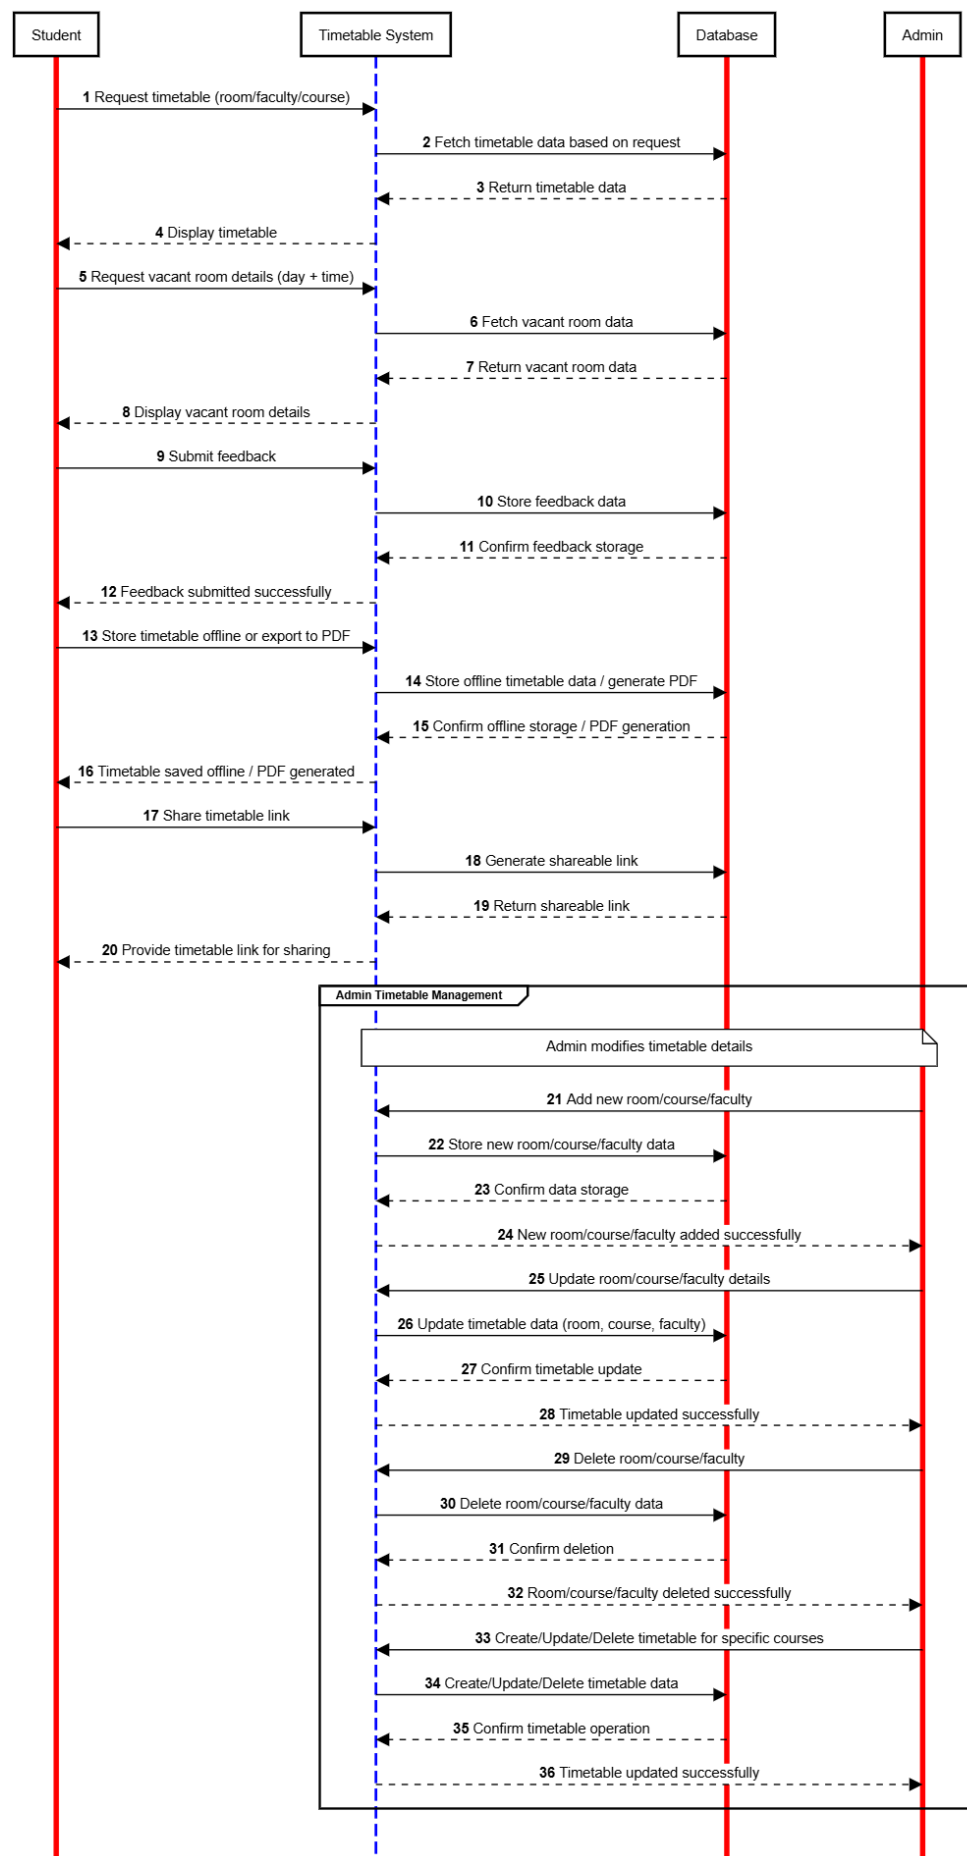 Student
Timetable System
Database
Admin
1 Request timetable (room/faculty/course)
2 Fetch timetable data based on request
3 Return timetable data
4 Display timetable
5 Request vacant room details (day + time)
6 Fetch vacant room data
7 Return vacant room data
8 Display vacant room details
9 Submit feedback
10 Store feedback data
11 Confirm feedback storage
12 Feedback submitted successfully
13 Store timetable offline or export to PDF
14 Store offline timetable data / generate PDF
15 Confirm offline storage / PDF generation
16 Timetable saved offline / PDF generated
17 Share timetable link
18 Generate shareable link
19 Return shareable link
20 Provide timetable link for sharing
Admin Timetable Management
Admin modifies timetable details
21 Add new room/course/faculty
22 Store new room/course/faculty data
23 Confirm data storage
24 New room/course/faculty added successfully
25 Update room/course/faculty details
26 Update timetable data (room, course, faculty)
27 Confirm timetable update
28 Timetable updated successfully
29 Delete room/course/faculty
30 Delete room/course/faculty data
31 Confirm deletion
32 Room/course/faculty deleted successfully
33 Create/Update/Delete timetable for specific courses
34 Create/Update/Delete timetable data
35 Confirm timetable operation
36 Timetable updated successfully